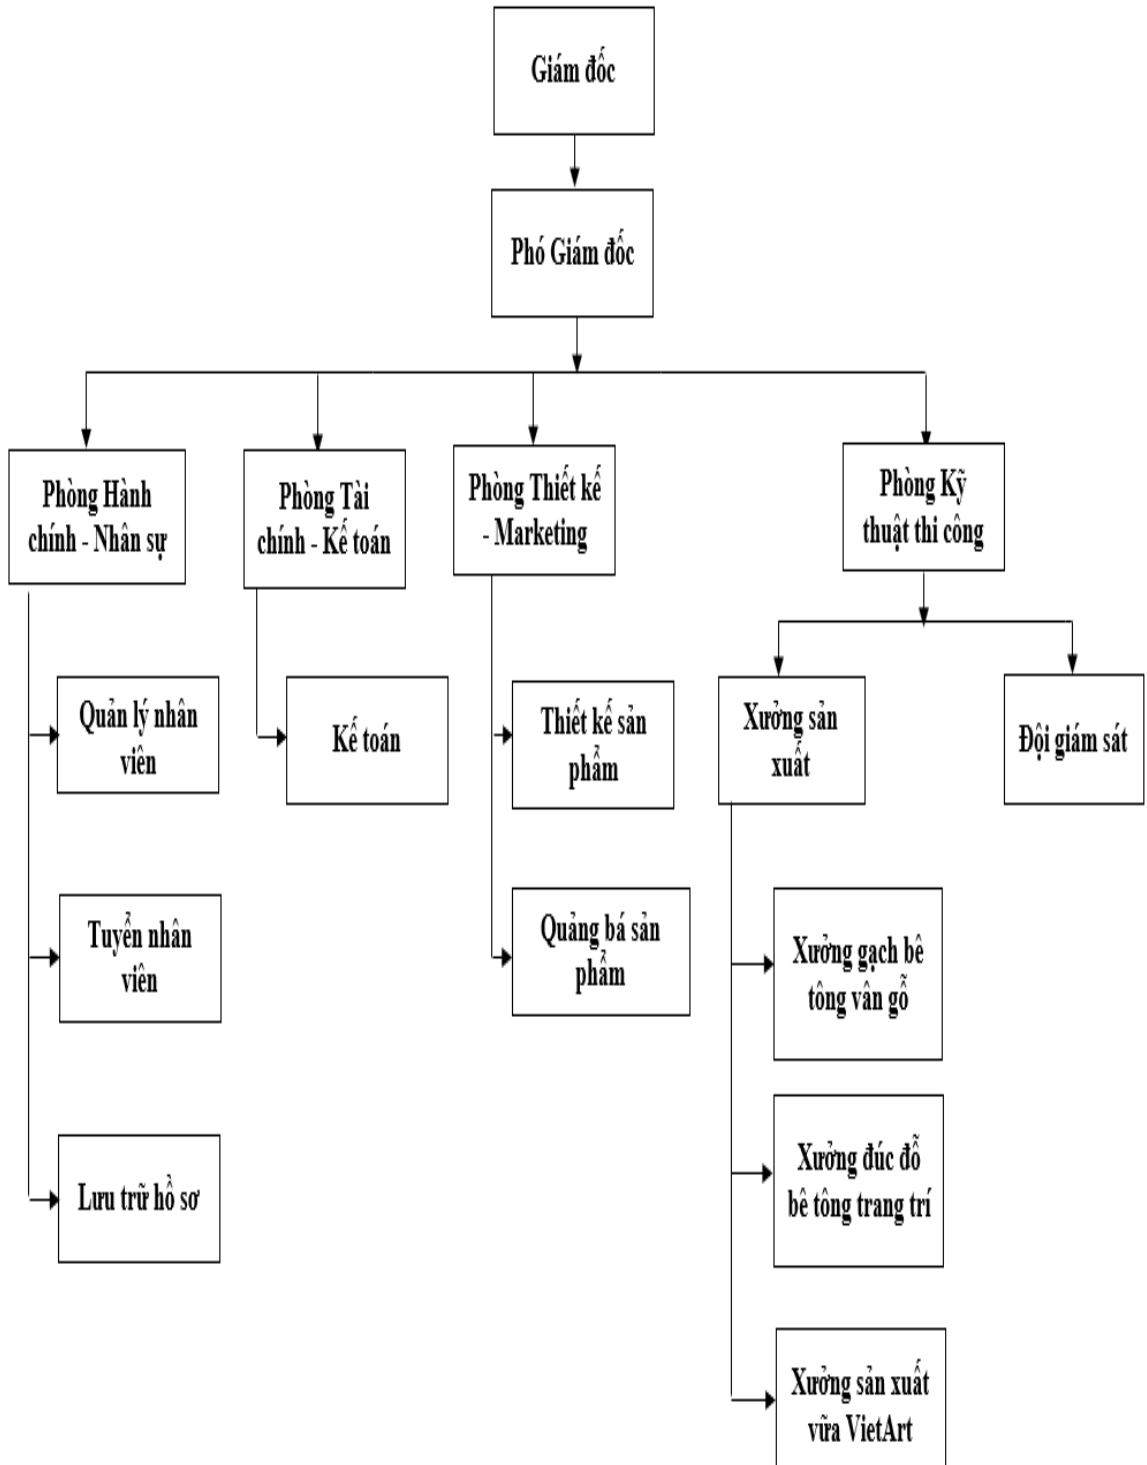 Giám đốc
Phó Giám đốc
Phòng Hành
chính - Nhân sự
Phòng Tài
chính - Kế toán
Phòng Thiết kế
- Marketing
Phòng Kỹ
thuật thi công
Quản lý nhân
viên
Kế toán
Thiết kế sản
phẩm
Xưởng sản
xuất
Đội giám sát
Tuyển nhân
viên
Quảng bá sản
phẩm
Xưởng gạch bê
tông vân gỗ
Lưu trữ hồ sơ
Xưởng đúc đỗ
bê tông trang trí
Xưởng sản xuất
vữa VietArt